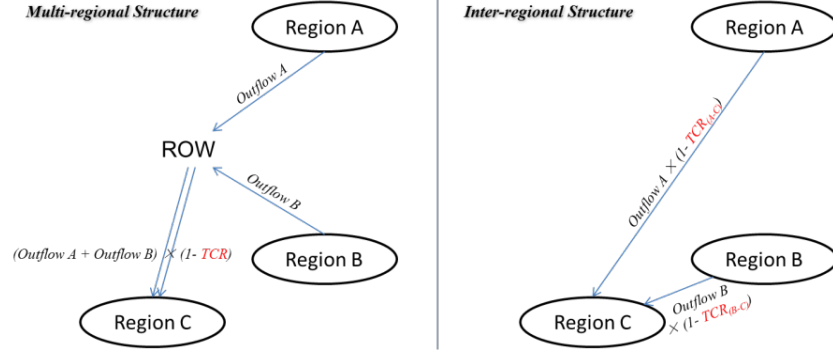 Multi-regional Structure
Region A
Outflow A
ROW
Outflow B
(Outflow A + Outflow B) × (1- TCR)
Region B
Region C
Inter-regional Structure
Region A
Outflow A × (1- TCR(A-C))
Region B
Outflow B
× (1- TCR(B-C))
Region C